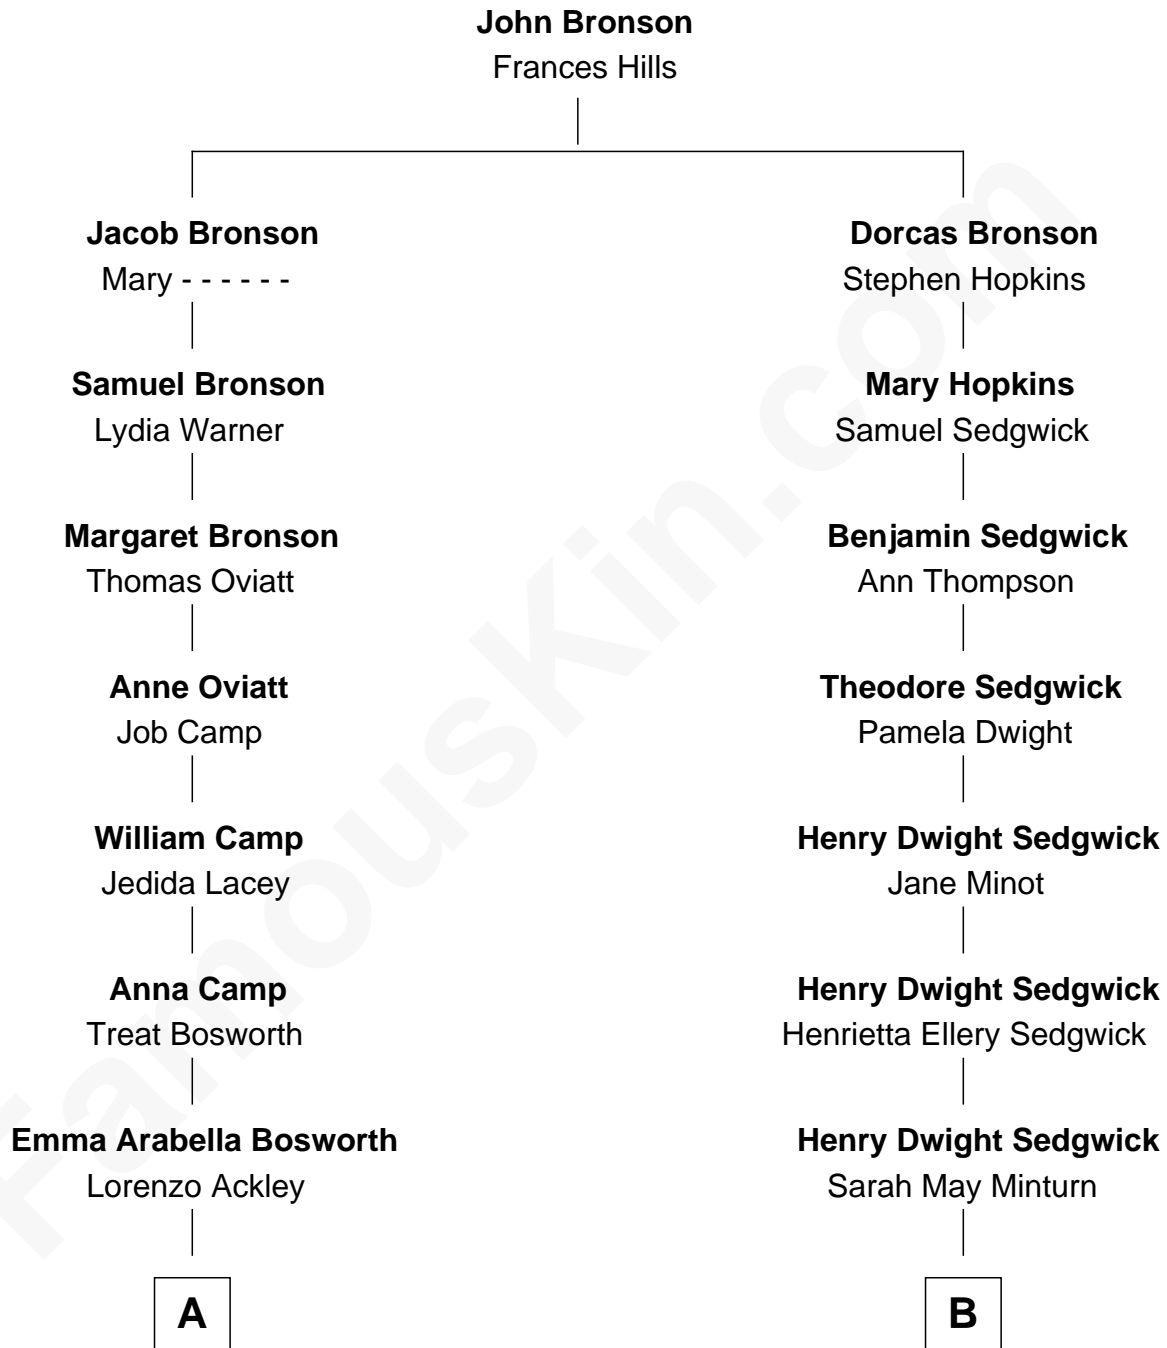 John Bronson
Frances Hills
Jacob Bronson
Mary - - - - - -
Dorcas Bronson
Stephen Hopkins
Samuel Bronson
Lydia Warner
Mary Hopkins
Samuel Sedgwick
Margaret Bronson
Thomas Oviatt
Benjamin Sedgwick
Ann Thompson
Anne Oviatt
Job Camp
Theodore Sedgwick
Pamela Dwight
William Camp
Jedida Lacey
Henry Dwight Sedgwick
Jane Minot
Anna Camp
Treat Bosworth
Henry Dwight Sedgwick
Henrietta Ellery Sedgwick
Emma Arabella Bosworth
Lorenzo Ackley
Henry Dwight Sedgwick
Sarah May Minturn
A
B
FamousKin.com